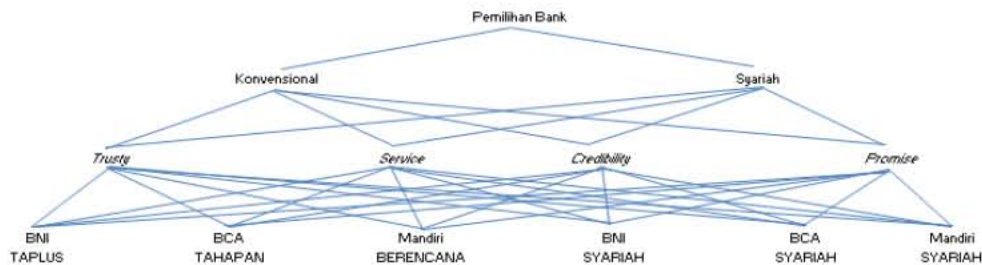 Pemilihan Bank
Konvensional Syariah
Trusty Service Credibility Promise
BNI BCA Mandiri BNI BCA Mandiri
TAPLUS TAHAPAN BERENCANA SYARIAH SYARIAH SYARIAH